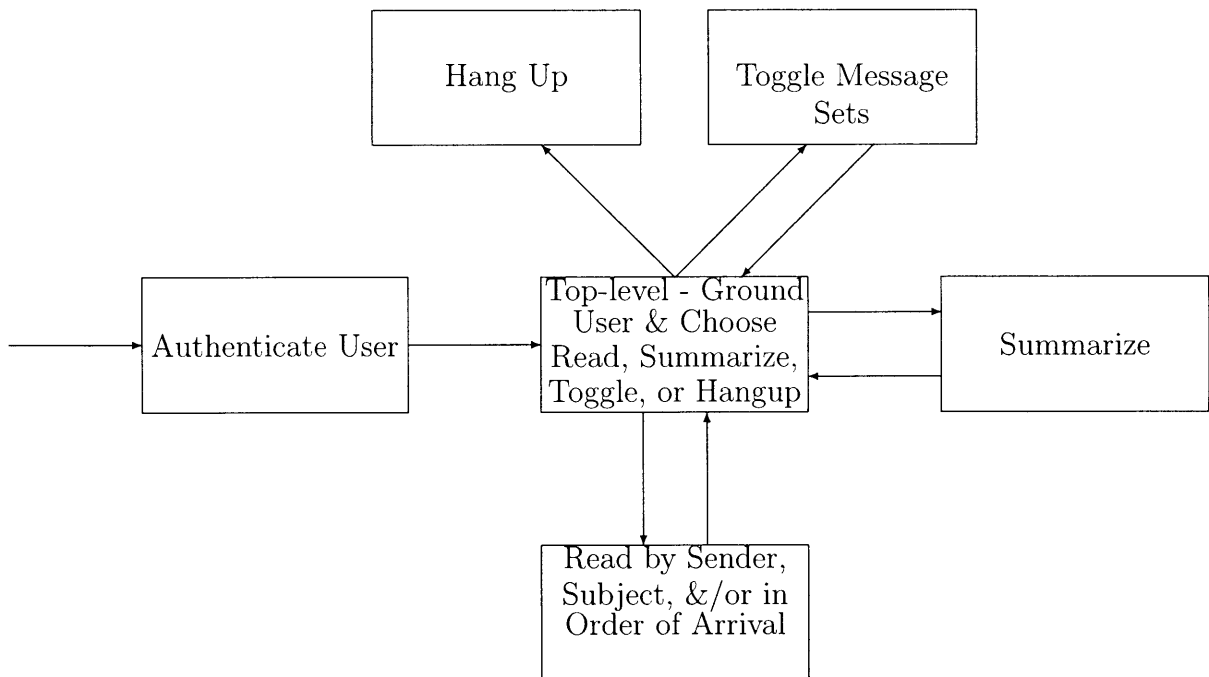 Hang Up
Toggle Message
Sets
Authenticate User
Top-level - Ground
User & Choose
Read, Summarize,
Toggle, or Hangup
Summarize
Read by Sender,
Subject, &/or in
Order of Arrival